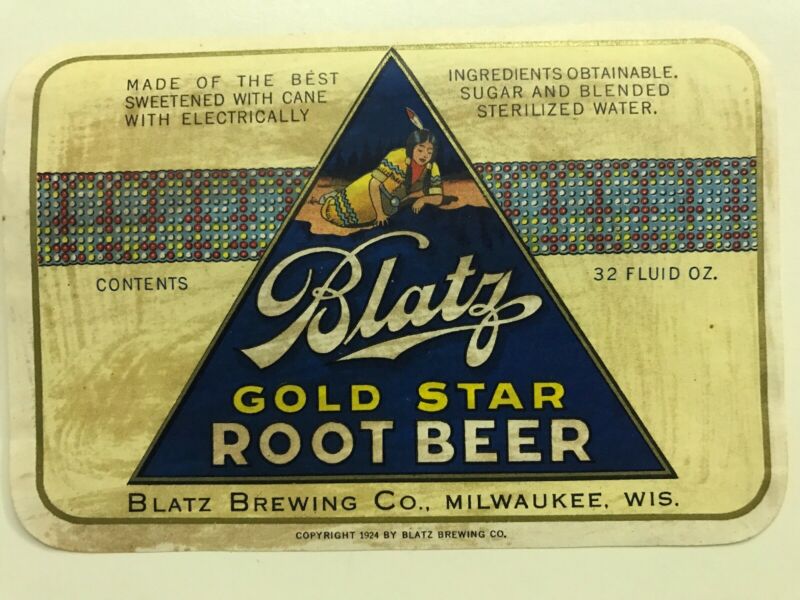 MADE OF THE BEST INGREDIENTS OBTAINABLE.
SWEETENED WITH CANE SUGAR AND BLENDED
WITH ELECTRICALLY STERILIZED WATER.
CONTENTS 32 FLUID OZ.
Blatz
GOLD STAR
ROOT BEER
BLATZ BREWING CO., MILWAUKEE, WIS.
COPYRIGHT 1924 BY BLATZ BREWING CO.